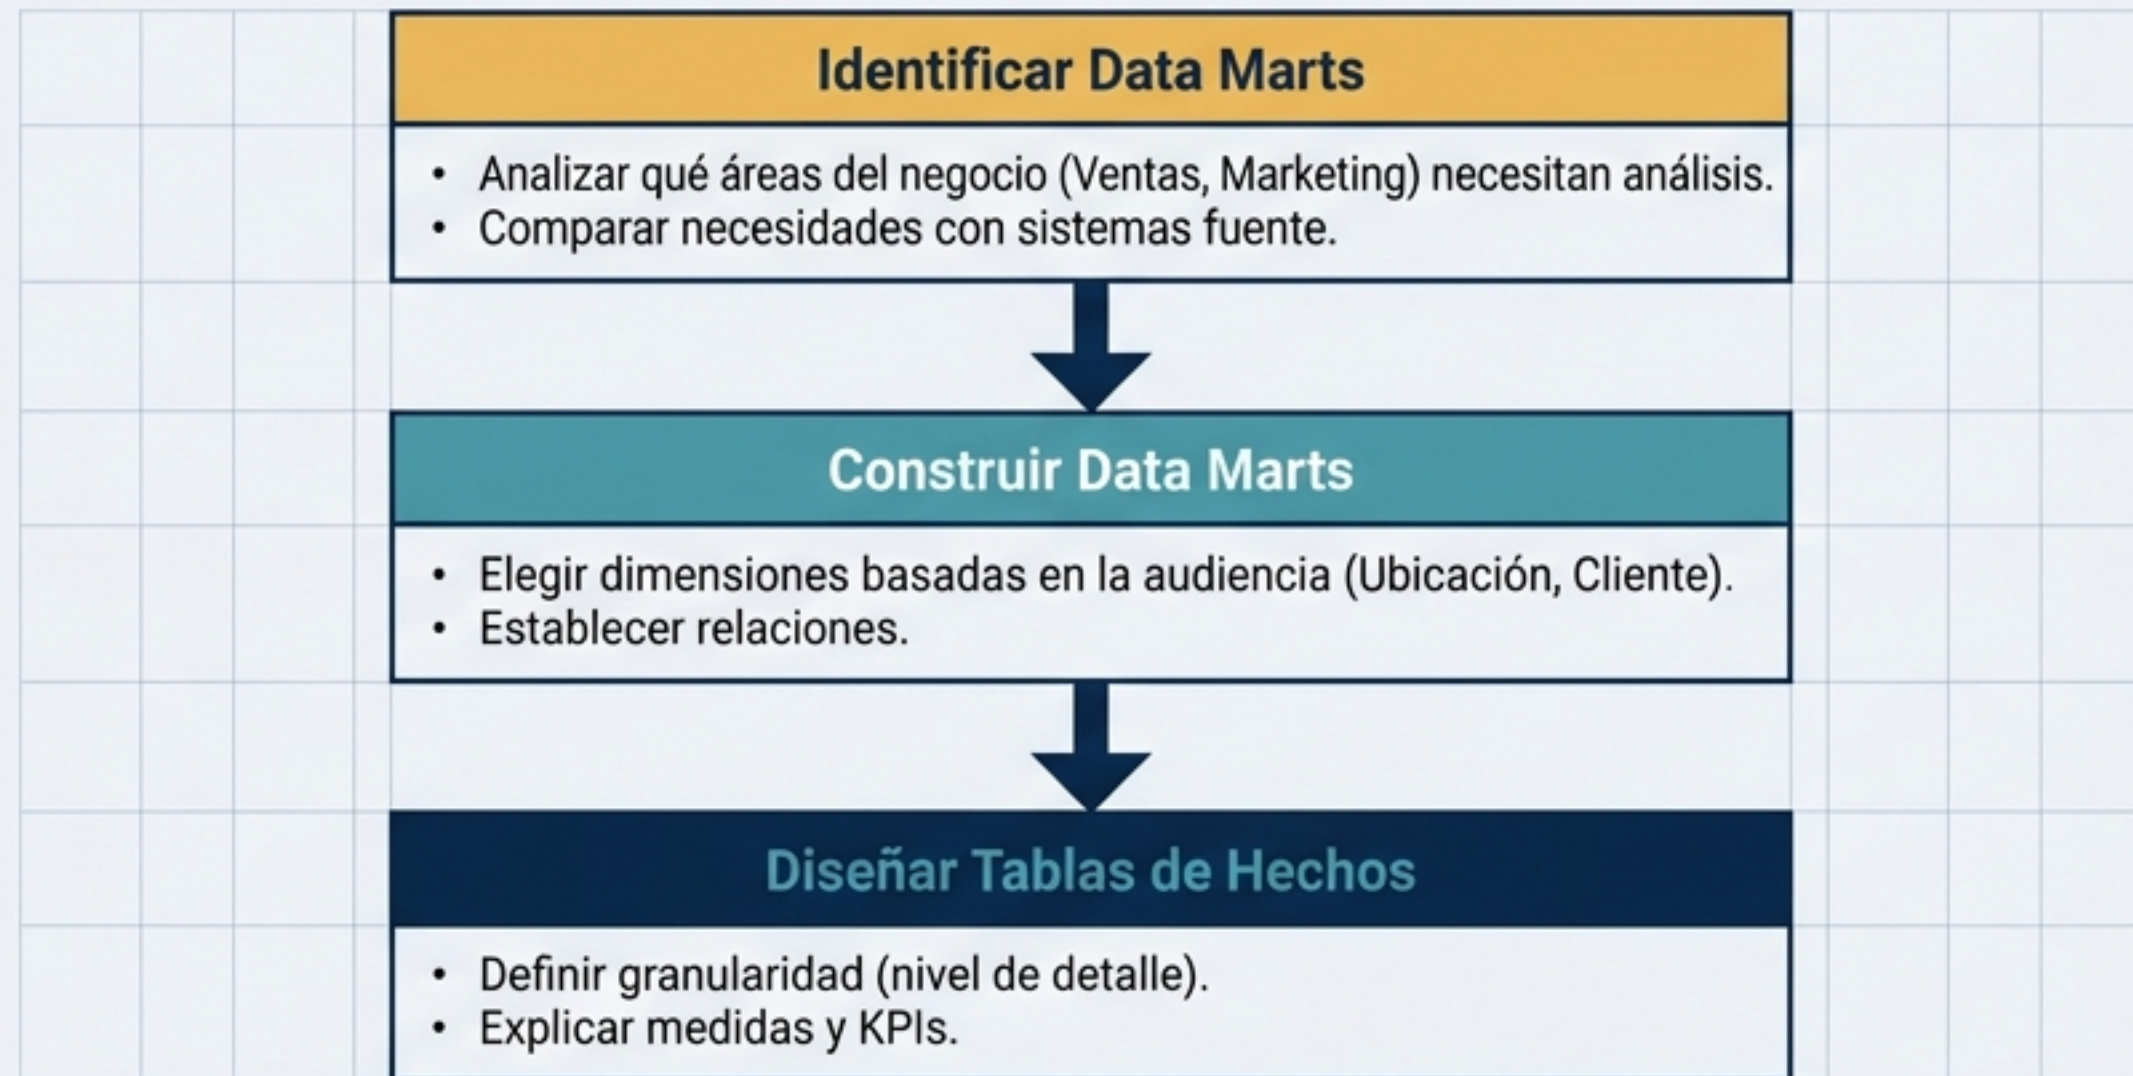 Identificar Data Marts
• Analizar qué áreas del negocio (Ventas, Marketing) necesitan análisis.
• Comparar necesidades con sistemas fuente.
Construir Data Marts
• Elegir dimensiones basadas en la audiencia (Ubicación, Cliente).
• Establecer relaciones.
Diseñar Tablas de Hechos
• Definir granularidad (nivel de detalle).
• Explicar medidas y KPIs.